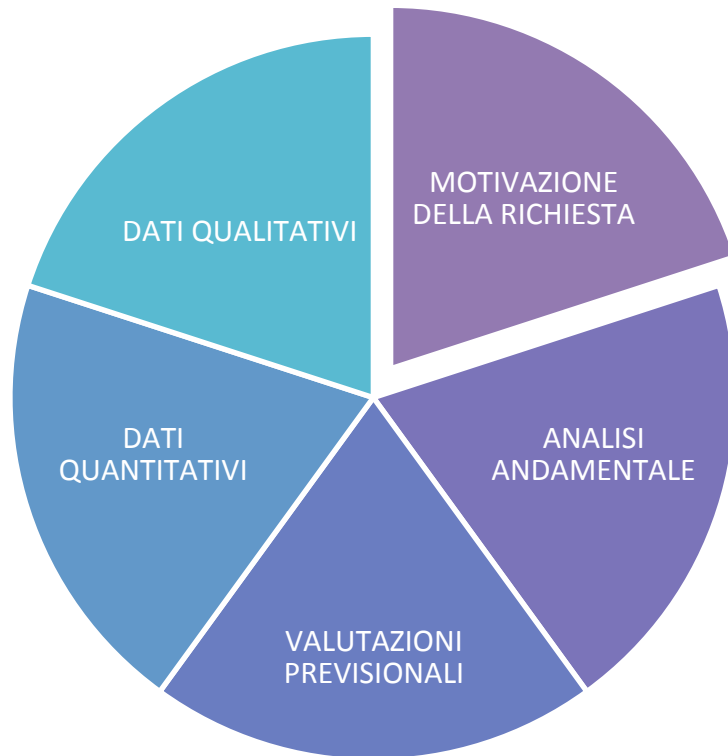 MOTIVAZIONE
DELLA RICHIESTA
ANALISI
ANDAMENTALE
VALUTAZIONI
PREVISIONALI
DATI
QUANTITATIVI
DATI QUALITATIVI